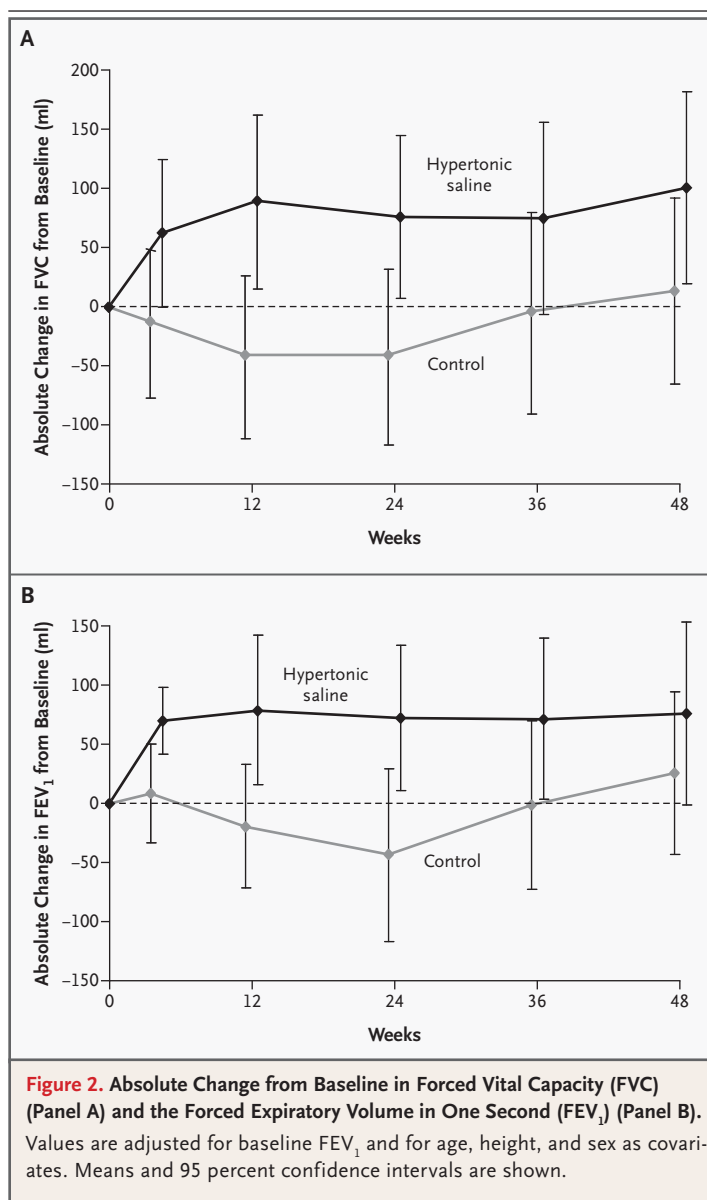 A
Absolute Change in FVC from Baseline (ml)
200
150
100
50
0
−50
−100
−150
Hypertonic
saline
Control
0
12
24
36
48
Weeks
B
Absolute Change in FEV₁ from Baseline (ml)
150
100
50
0
−50
−100
−150
Hypertonic
saline
Control
0
12
24
36
48
Weeks
Figure 2. Absolute Change from Baseline in Forced Vital Capacity (FVC)
(Panel A) and the Forced Expiratory Volume in One Second (FEV₁) (Panel B).
Values are adjusted for baseline FEV₁ and for age, height, and sex as covari-
ates. Means and 95 percent confidence intervals are shown.